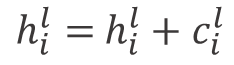 $h_i^l = h_i^l + c_i^l$